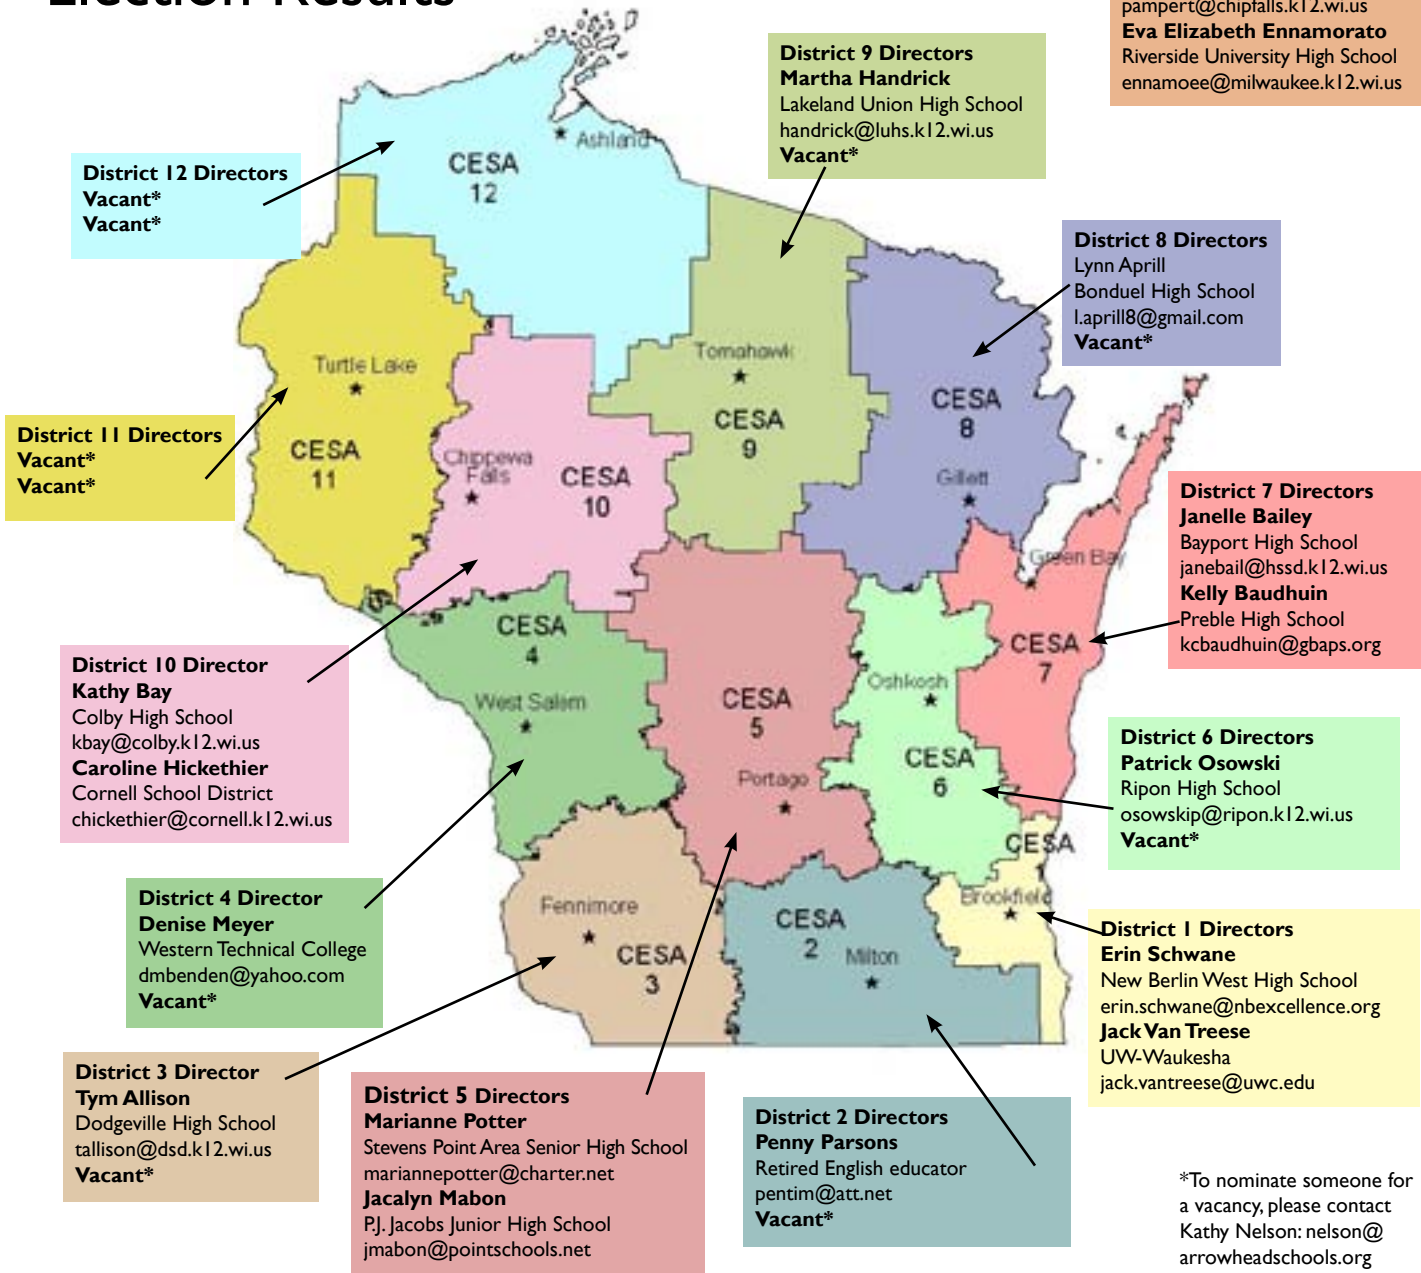 Election Results
pampert@chipfalls.k12.wi.us
Eva Elizabeth Ennamorato
Riverside University High School
ennamoee@milwaukee.k12.wi.us
District 9 Directors
Martha Handrick
Lakeland Union High School
handrick@luhs.k12.wi.us
Vacant*
District 12 Directors
Vacant*
Vacant*
CESA
12
Ashland
District 8 Directors
Lynn Aprill
Bonduel High School
l.aprill8@gmail.com
Vacant*
Turtle Lake
Tomahawk
CESA
9
CESA
8
Gillett
District 11 Directors
Vacant*
Vacant*
CESA
11
Chippewa
Falls
CESA
10
District 7 Directors
Janelle Bailey
Bayport High School
janebail@hssd.k12.wi.us
Kelly Baudhuin
Preble High School
kcbaudhuin@gbaps.org
Green Bay
CESA
7
CESA
4
West Salem
District 10 Director
Kathy Bay
Colby High School
kbay@colby.k12.wi.us
Caroline Hickethier
Cornell School District
chickethier@cornell.k12.wi.us
CESA
5
Portago
Oshkosh
CESA
6
District 6 Directors
Patrick Osowski
Ripon High School
osowskip@ripon.k12.wi.us
Vacant*
CESA
Brookfield
District 4 Director
Denise Meyer
Western Technical College
dmbenden@yahoo.com
Vacant*
Fennimore
CESA
3
CESA
2
Milton
District 1 Directors
Erin Schwane
New Berlin West High School
erin.schwane@nbexcellence.org
Jack Van Treese
UW-Waukesha
jack.vantreese@uwc.edu
District 3 Director
Tym Allison
Dodgeville High School
tallison@dsd.k12.wi.us
Vacant*
District 5 Directors
Marianne Potter
Stevens Point Area Senior High School
mariannepotter@charter.net
Jacalyn Mabon
P.J. Jacobs Junior High School
jmabon@pointschools.net
District 2 Directors
Penny Parsons
Retired English educator
pentim@att.net
Vacant*
*To nominate someone for
a vacancy, please contact
Kathy Nelson: nelson@
arrowheadschools.org